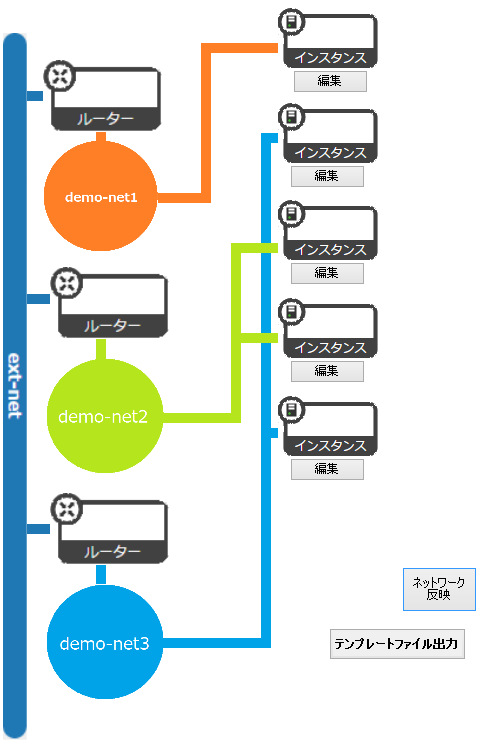 ext-net
ルーター
demo-net1
ルーター
demo-net2
ルーター
demo-net3
インスタンス
編集
インスタンス
編集
インスタンス
編集
インスタンス
編集
インスタンス
編集
ネットワーク
反映
テンプレートファイル出力